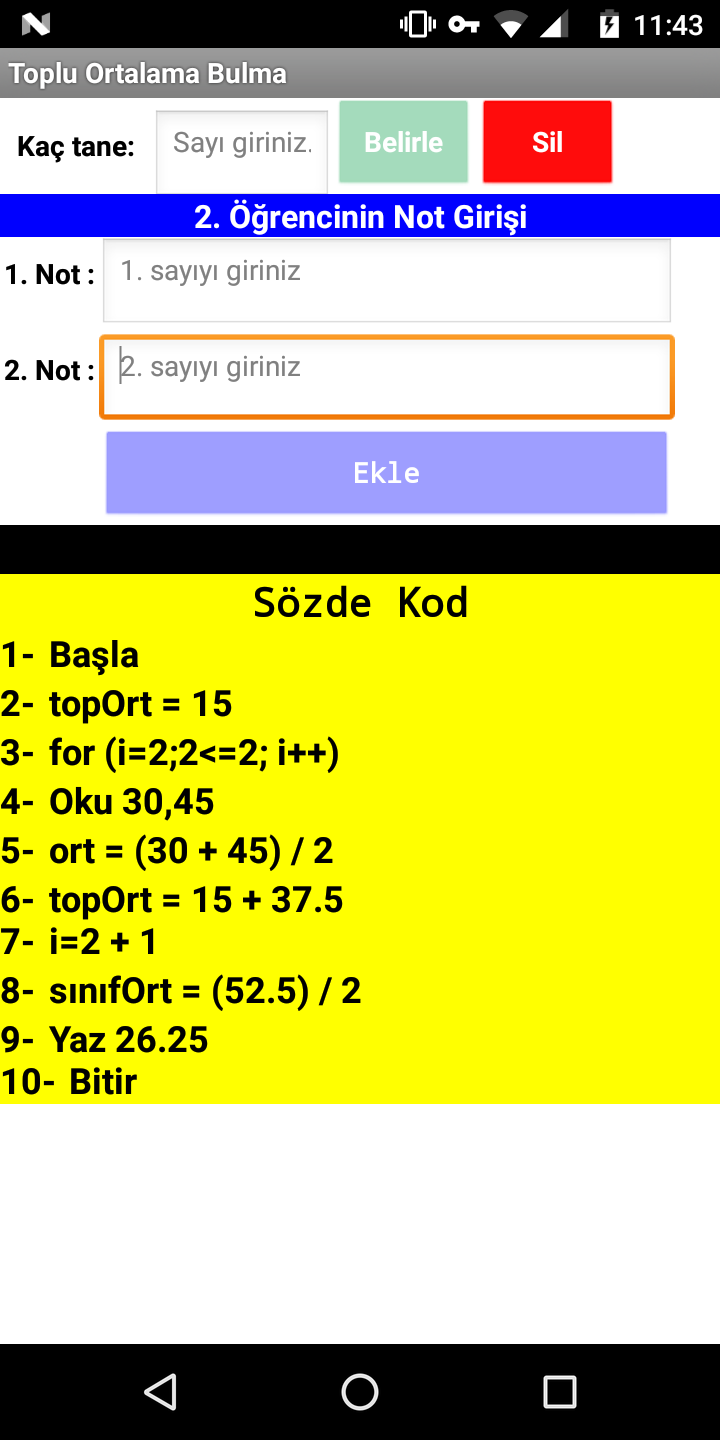 11:43
Toplu Ortalama Bulma
Kaç tane: Sayı giriniz. Belirle Sil
2. Öğrencinin Not Girişi
1. Not : 1. sayıyı giriniz
2. Not : 2. sayıyı giriniz
Ekle
Sözde Kod
1- Başla
2- topOrt = 15
3- for (i=2;2<=2; i++)
4- Oku 30,45
5- ort = (30 + 45) / 2
6- topOrt = 15 + 37.5
7- i=2 + 1
8- sınıfOrt = (52.5) / 2
9- Yaz 26.25
10- Bitir